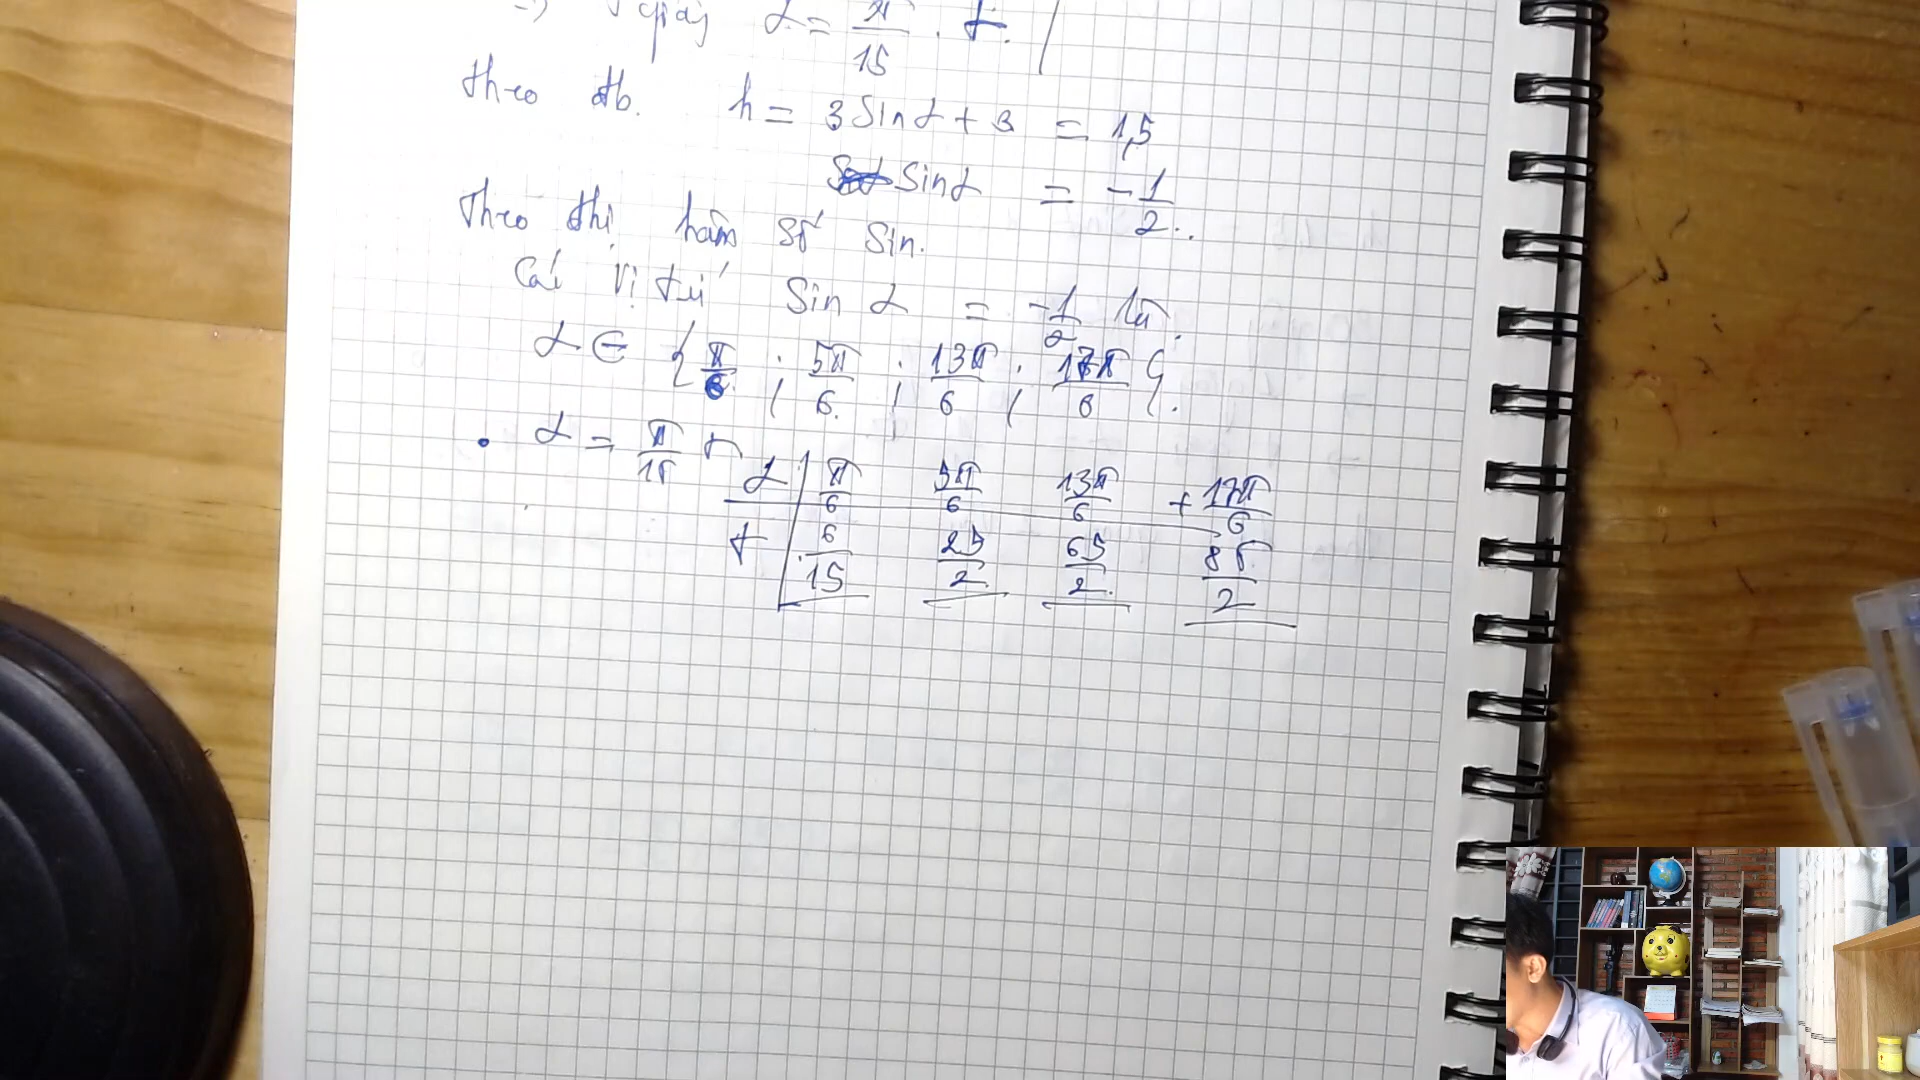 giây α = π/15 . t.
theo đb. h = 3 Sinα + 3 = 1,5
Sinα = - 1/2 .
Theo thị hàm số Sin.
Các vị trí Sin α = - 1/2 là:
α ∈ { π/6 ; 5π/6 ; 13π/6 ; 17π/6 }.
• α = π/15 t
α | π/6 5π/6 13π/6 + 17π/6
t | 6/15 25/2 65/2 85/2